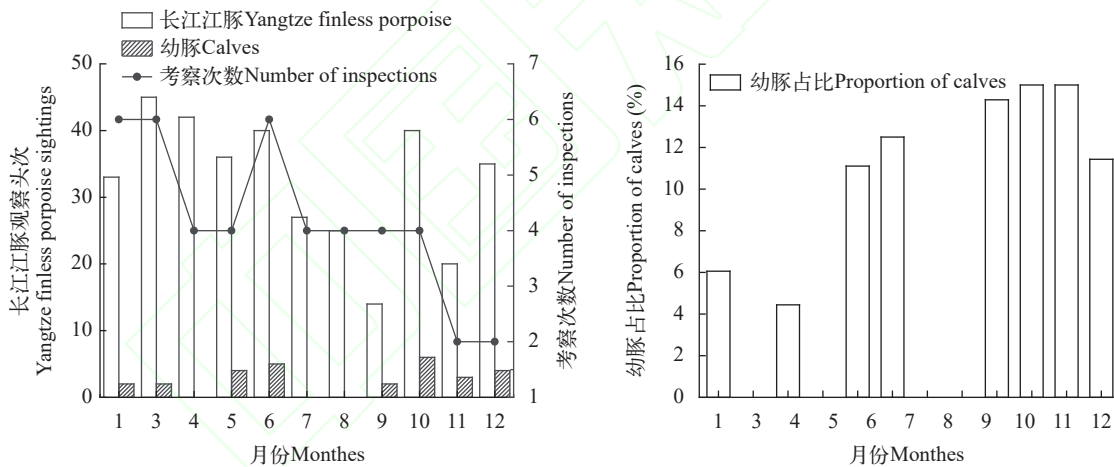 长江江豚Yangtze finless porpoise
幼豚Calves
考察次数Number of inspections
50
40
30
20
10
0
长江江豚观察头次
Yangtze finless porpoise sightings
7
6
5
4
3
2
1
考察次数Number of inspections
1 3 4 5 6 7 8 9 10 11 12
月份Monthes
幼豚占比Proportion of calves
16
14
12
10
8
6
4
2
0
幼豚占比Proportion of calves (%)
1 3 4 5 6 7 8 9 10 11 12
月份Monthes